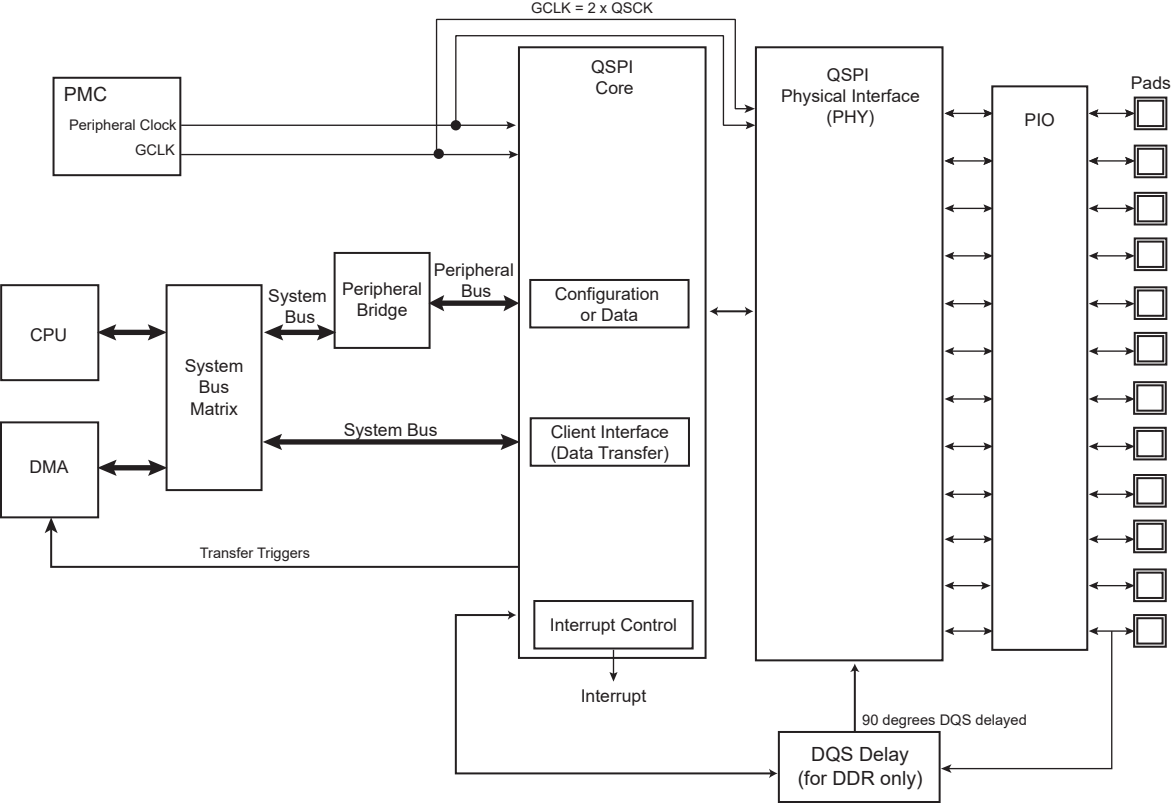 GCLK = 2 x QSCK
PMC
Peripheral Clock
GCLK
QSPI
Core
QSPI
Physical Interface
(PHY)
PIO
Pads
CPU
DMA
System
Bus
Matrix
System
Bus
Peripheral
Bridge
Peripheral
Bus
Configuration
or Data
System Bus
Client Interface
(Data Transfer)
Transfer Triggers
Interrupt Control
Interrupt
90 degrees DQS delayed
DQS Delay
(for DDR only)